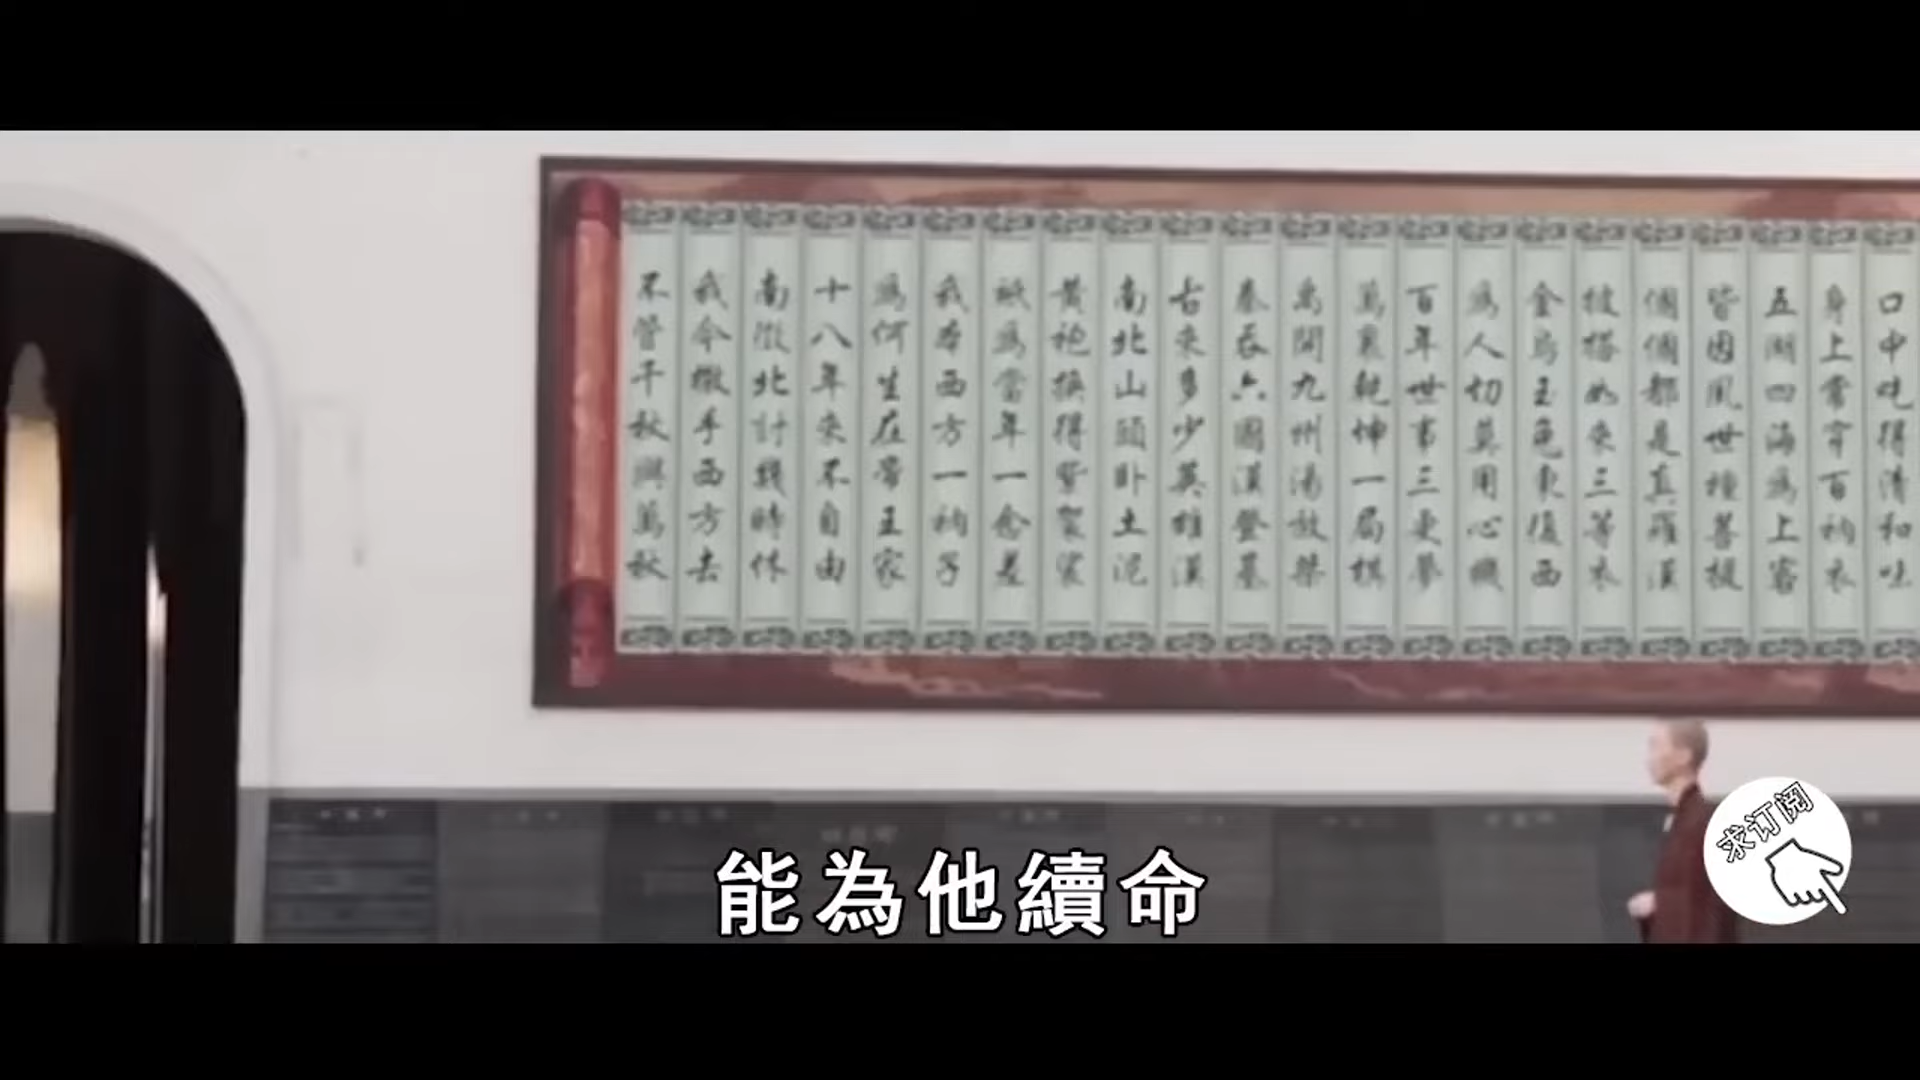 口中吃得清和味
身上常穿百衲衣
五湖四海為上客
皆因風世種菩提
個個都是真羅漢
披搭如來三等衣
金烏玉兔東復西
為人切莫用心機
百年世事三更夢
萬裏乾坤一局棋
禹開九州湯放桀
秦吞六國漢登基
古來多少英雄漢
南北山頭臥土泥
黃袍換得紫袈裟
祇為當年一念差
我本西方一衲子
為何生在帝王家
十八年來不自由
南徵北討幾時休
我今撒手西方去
不管千秋與萬秋
能為他續命
求订阅